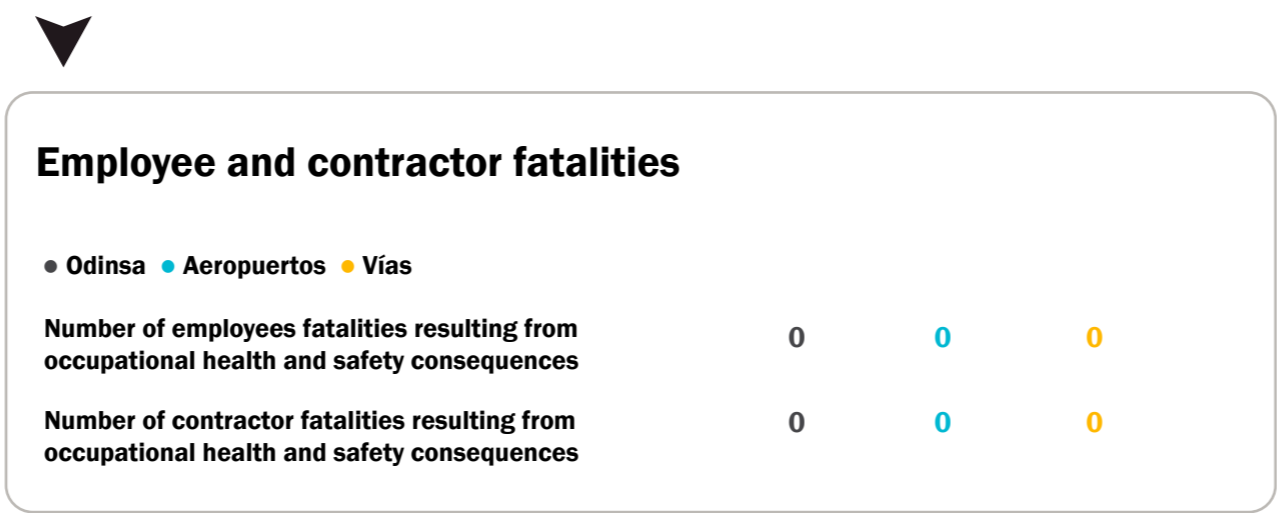 Employee and contractor fatalities
Odinsa Aeropuertos Vías
Number of employees fatalities resulting from
occupational health and safety consequences
0 0 0
Number of contractor fatalities resulting from
occupational health and safety consequences
0 0 0